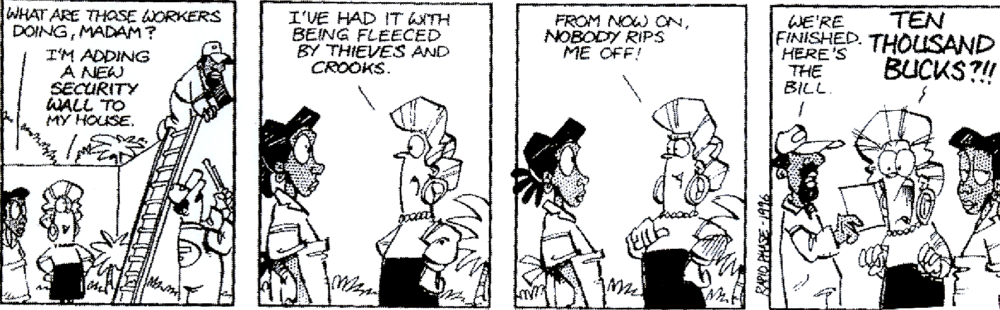 WHAT ARE THOSE WORKERS
DOING, MADAM?
I'M ADDING
A NEW
SECURITY
WALL TO
MY HOUSE.
I'VE HAD IT WITH
BEING FLEECED
BY THIEVES AND
CROOKS.
FROM NOW ON,
NOBODY RIPS
ME OFF!
WE'RE
FINISHED.
HERE'S
THE
BILL.
TEN
THOUSAND
BUCKS?!!
RAPID PHASE - 1996